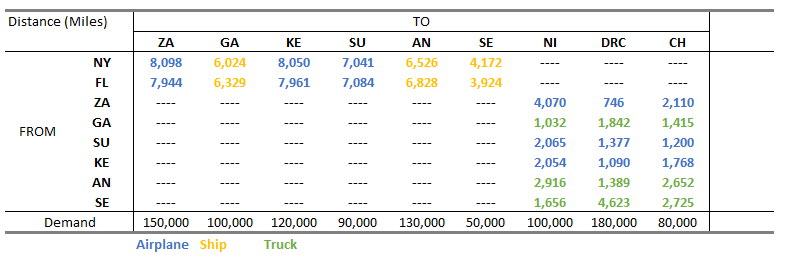 Distance (Miles) TO
ZA GA KE SU AN SE NI DRC CH
NY 8,098 6,024 8,050 7,041 6,526 4,172 ---- ---- ----
FL 7,944 6,329 7,961 7,084 6,828 3,924 ---- ---- ----
ZA ---- ---- ---- ---- ---- ---- 4,070 746 2,110
GA ---- ---- ---- ---- ---- ---- 1,032 1,842 1,415
FROM SU ---- ---- ---- ---- ---- ---- 2,065 1,377 1,200
KE ---- ---- ---- ---- ---- ---- 2,054 1,090 1,768
AN ---- ---- ---- ---- ---- ---- 2,916 1,389 2,652
SE ---- ---- ---- ---- ---- ---- 1,656 4,623 2,725
Demand 150,000 100,000 120,000 90,000 130,000 50,000 100,000 180,000 80,000
Airplane Ship Truck